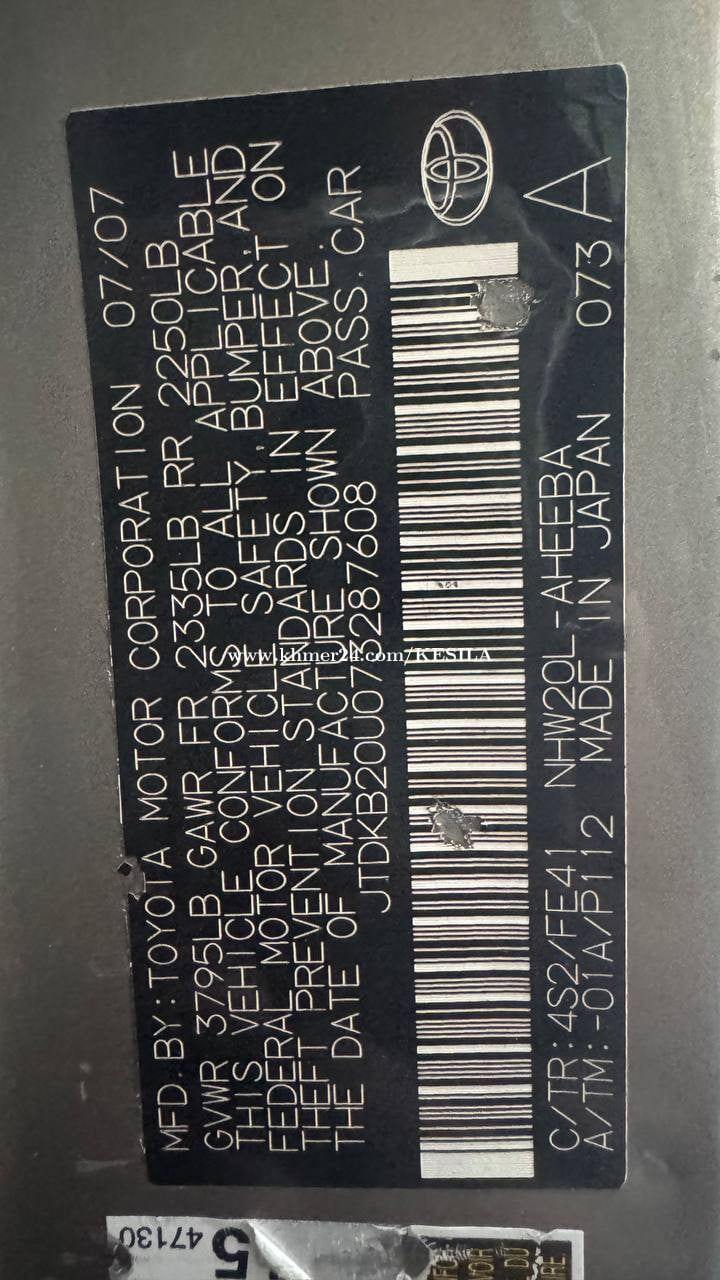 MFD. BY: TOYOTA MOTOR CORPORATION 07/07
GVWR 3795LB GAWR FR 2335LB RR 2250LB
THIS VEHICLE CONFORMS TO ALL APPLICABLE
FEDERAL MOTOR VEHICLE SAFETY, BUMPER, AND
THEFT PREVENTION STANDARDS IN EFFECT ON
THE DATE OF MANUFACTURE SHOWN ABOVE.
JTDKB20U073287608 PASS. CAR
C/TR: 4S2/FE41 NHW20L-AHEEBA
A/TM: -01A/P112 MADE IN JAPAN 073 A
www.khmer24.com/KESILA
5 47130
DU